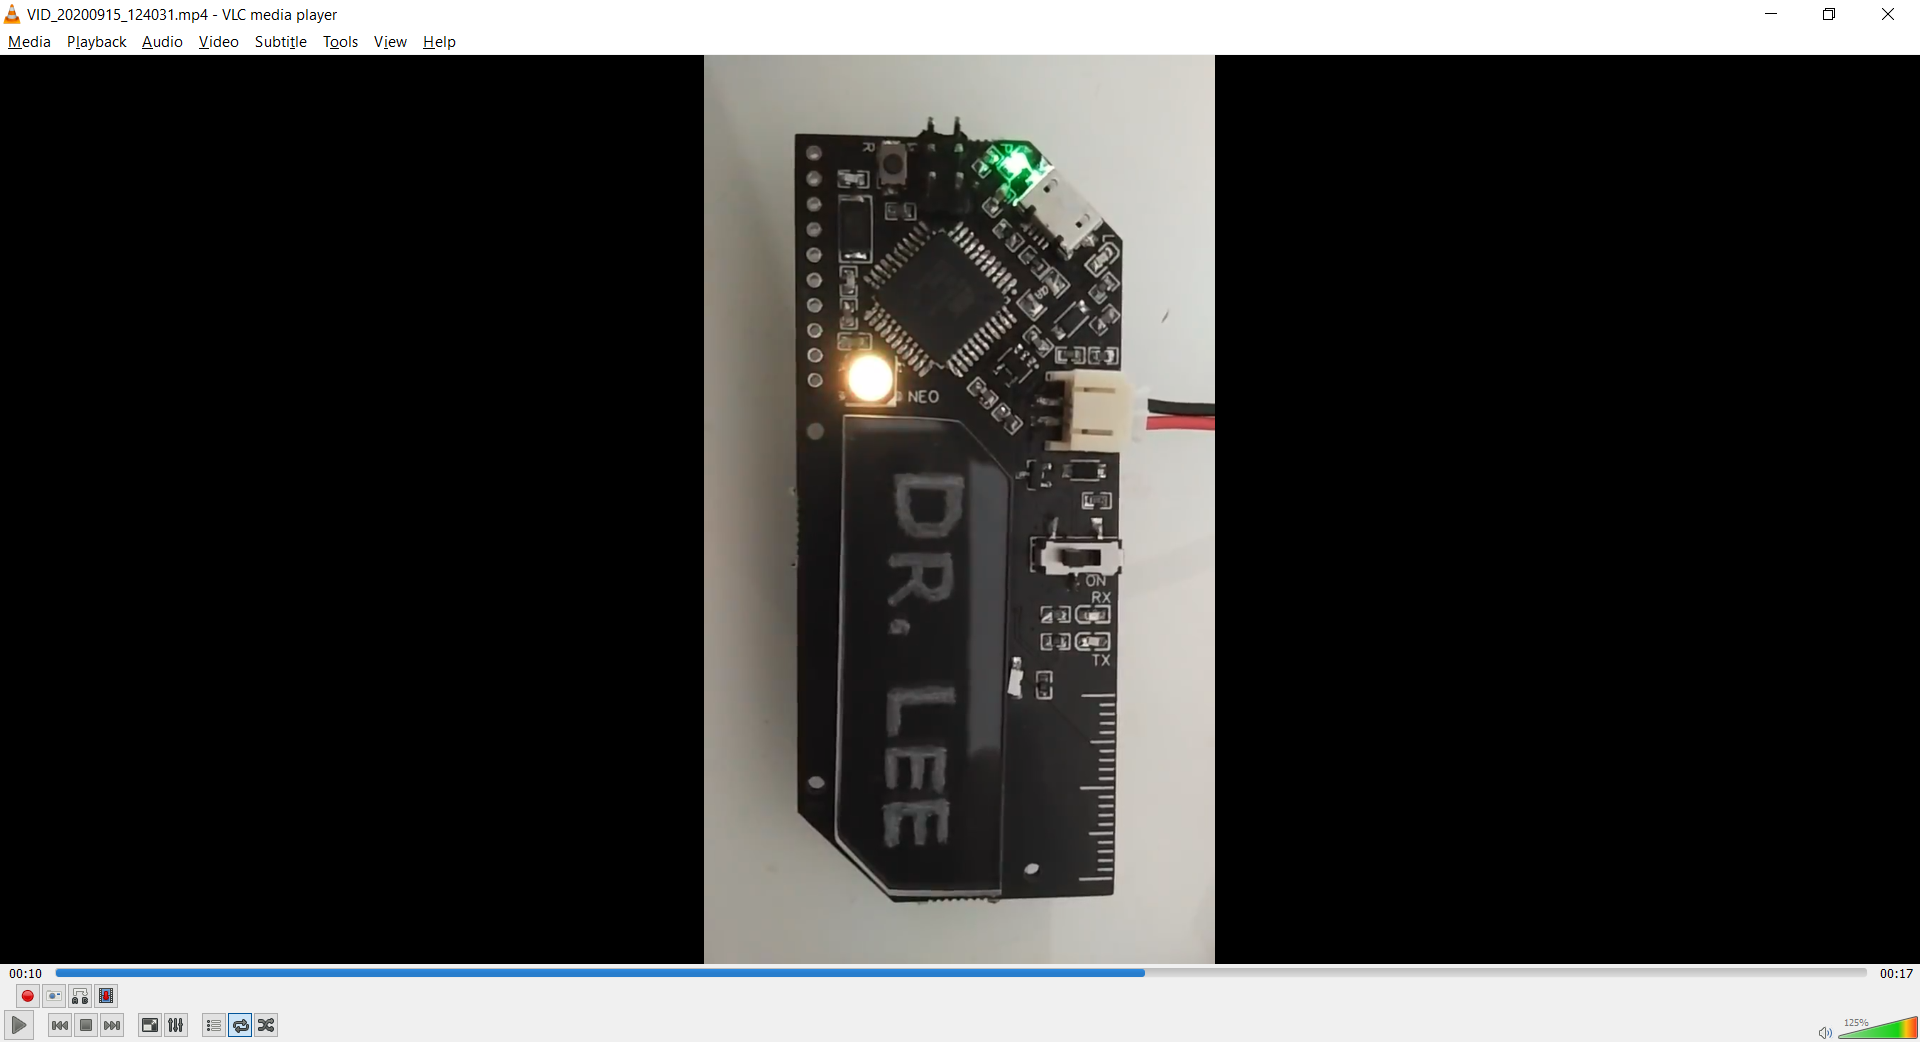 VID_20200915_124031.mp4 - VLC media player
Media Playback Audio Video Subtitle Tools View Help
R
L
NEO
DR. LEE
ON
RX
TX
00:10
00:17
125%